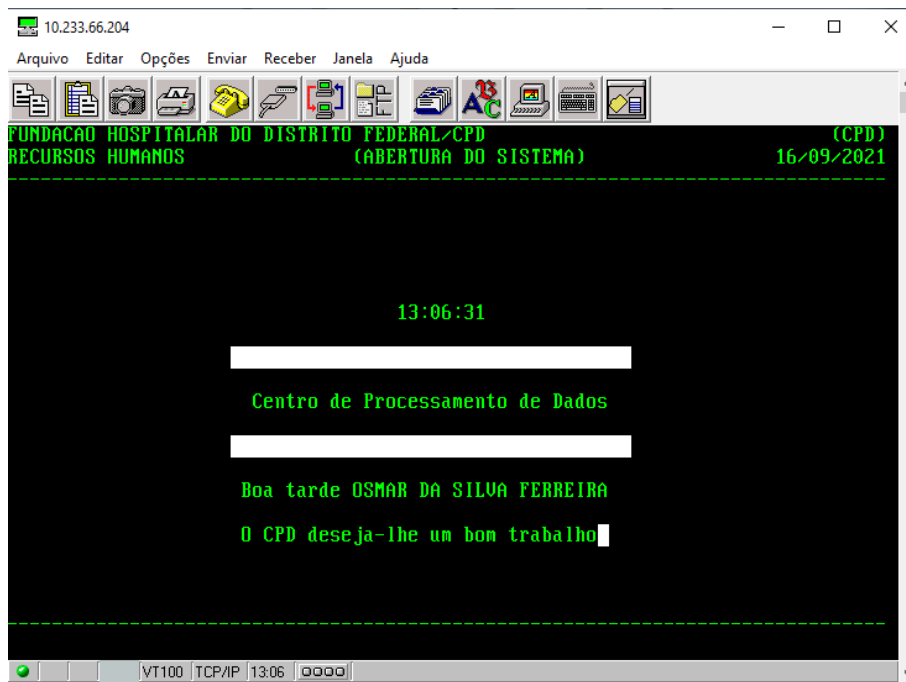 10.233.66.204
Arquivo Editar Opções Enviar Receber Janela Ajuda
FUNDACAO HOSPITALAR DO DISTRITO FEDERAL/CPD (CPD)
RECURSOS HUMANOS (ABERTURA DO SISTEMA) 16/09/2021
13:06:31
Centro de Processamento de Dados
Boa tarde OSMAR DA SILVA FERREIRA
O CPD deseja-lhe um bom trabalho
VT100 TCP/IP 13:06